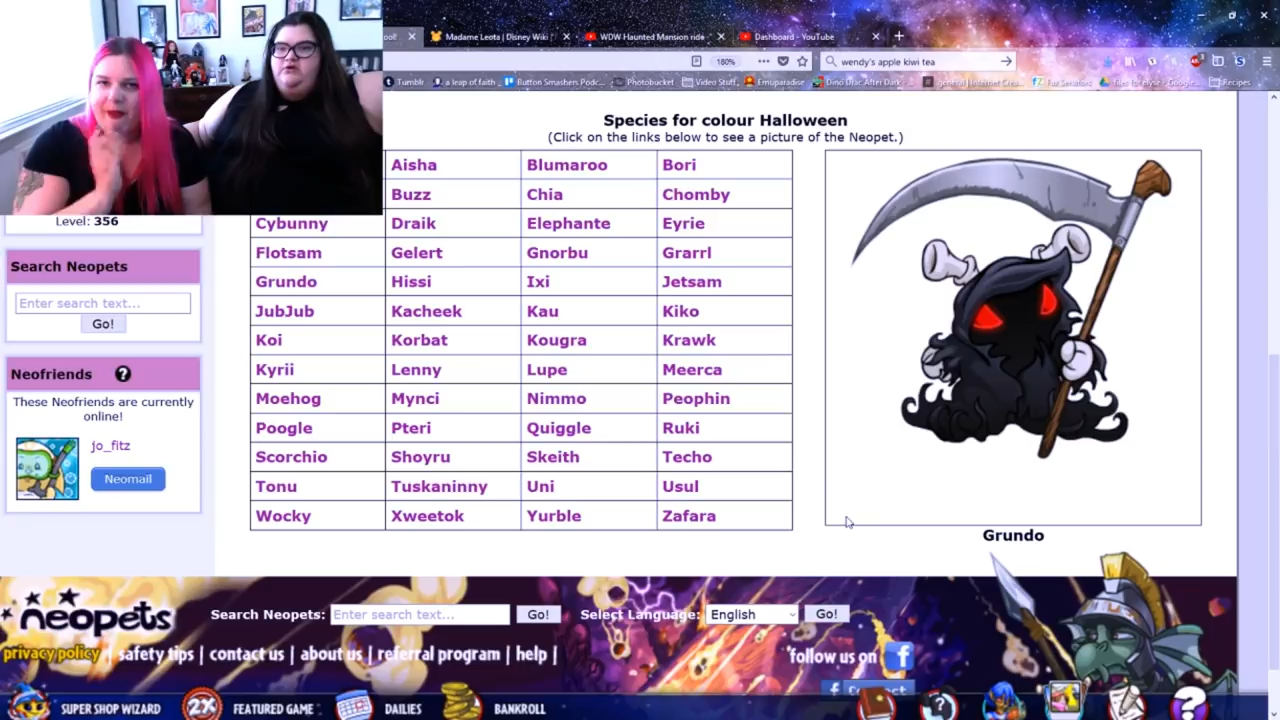 ool!
Madame Leota | Disney Wiki
WDW Haunted Mansion ride
Dashboard - YouTube
180%
wendy's apple kiwi tea
Tumblr
a leap of faith
Button Smashers Podc...
Photobucket
Video Stuff
Emuparadise
Dino Drac After Dark
Recipes
Species for colour Halloween
(Click on the links below to see a picture of the Neopet.)
Aisha Blumaroo Bori
Buzz Chia Chomby
Cybunny Draik Elephante Eyrie
Flotsam Gelert Gnorbu Grarrl
Grundo Hissi Ixi Jetsam
JubJub Kacheek Kau Kiko
Koi Korbat Kougra Krawk
Kyrii Lenny Lupe Meerca
Moehog Mynci Nimmo Peophin
Poogle Pteri Quiggle Ruki
Scorchio Shoyru Skeith Techo
Tonu Tuskaninny Uni Usul
Wocky Xweetok Yurble Zafara
Grundo
Level: 356
Search Neopets
Enter search text...
Go!
Neofriends ?
These Neofriends are currently
online!
jo_fitz
Neomail
neopets
Search Neopets: Enter search text... Go! Select Language: English Go!
privacy policy | safety tips | contact us | about us | referral program | help |
follow us on f
SUPER SHOP WIZARD 2X FEATURED GAME DAILIES BANKROLL